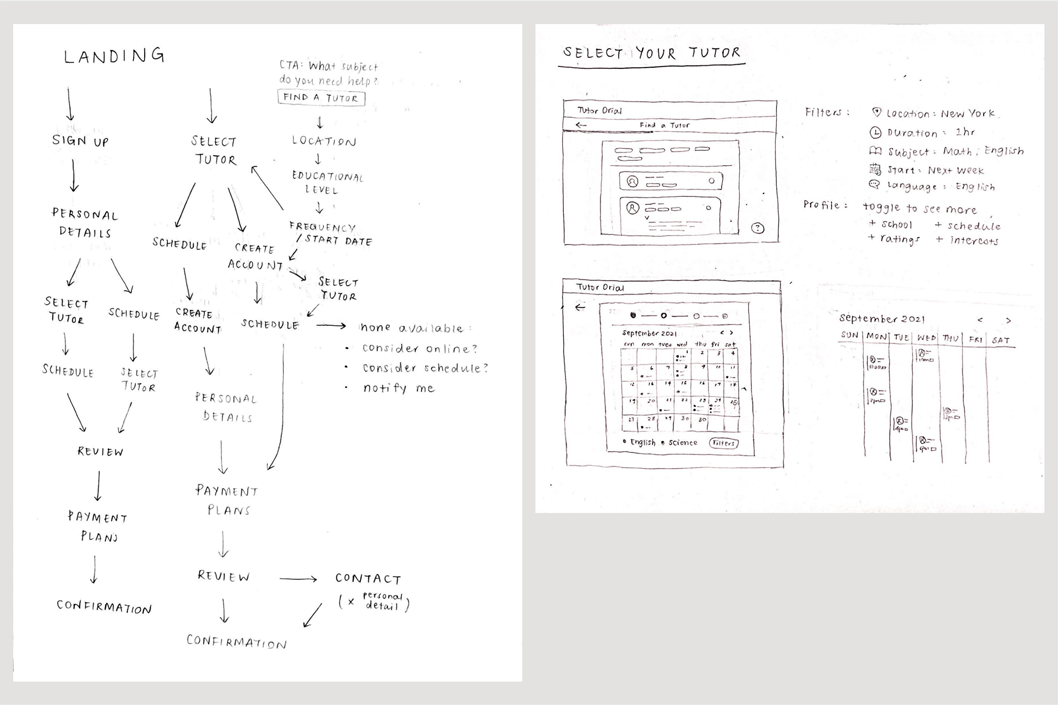 LANDING
CTA: What subject
do you need help?
FIND A TUTOR
SIGN UP
SELECT
TUTOR
LOCATION
EDUCATIONAL
LEVEL
PERSONAL
DETAILS
SCHEDULE
CREATE
ACCOUNT
FREQUENCY
/START DATE
SELECT
TUTOR
SELECT
TUTOR
SCHEDULE
CREATE
ACCOUNT
SCHEDULE
none available:
• consider online?
• consider schedule?
• notify me
SCHEDULE
SELECT
TUTOR
PERSONAL
DETAILS
REVIEW
PAYMENT
PLANS
PAYMENT
PLANS
REVIEW
CONTACT
(x personal
detail)
CONFIRMATION
CONFIRMATION
SELECT YOUR TUTOR
Tutor Orial
Find a Tutor
?
Filters:
Location: New York
Duration: 2hr
Subject: Math, English
Start: Next Week
Language: English
Profile: toggle to see more
+ school + schedule
+ ratings + interests
Tutor Orial
September 2021 < >
sun mon tues wed thu fri sat
1 2 3 4
5 6 7 8 9 10 11
12 13 14 15 16 17 18
19 20 21 22 23 24 25
27 28 29 30
• English • Science Filters
September 2021 < >
SUN MON TUE WED THU FRI SAT